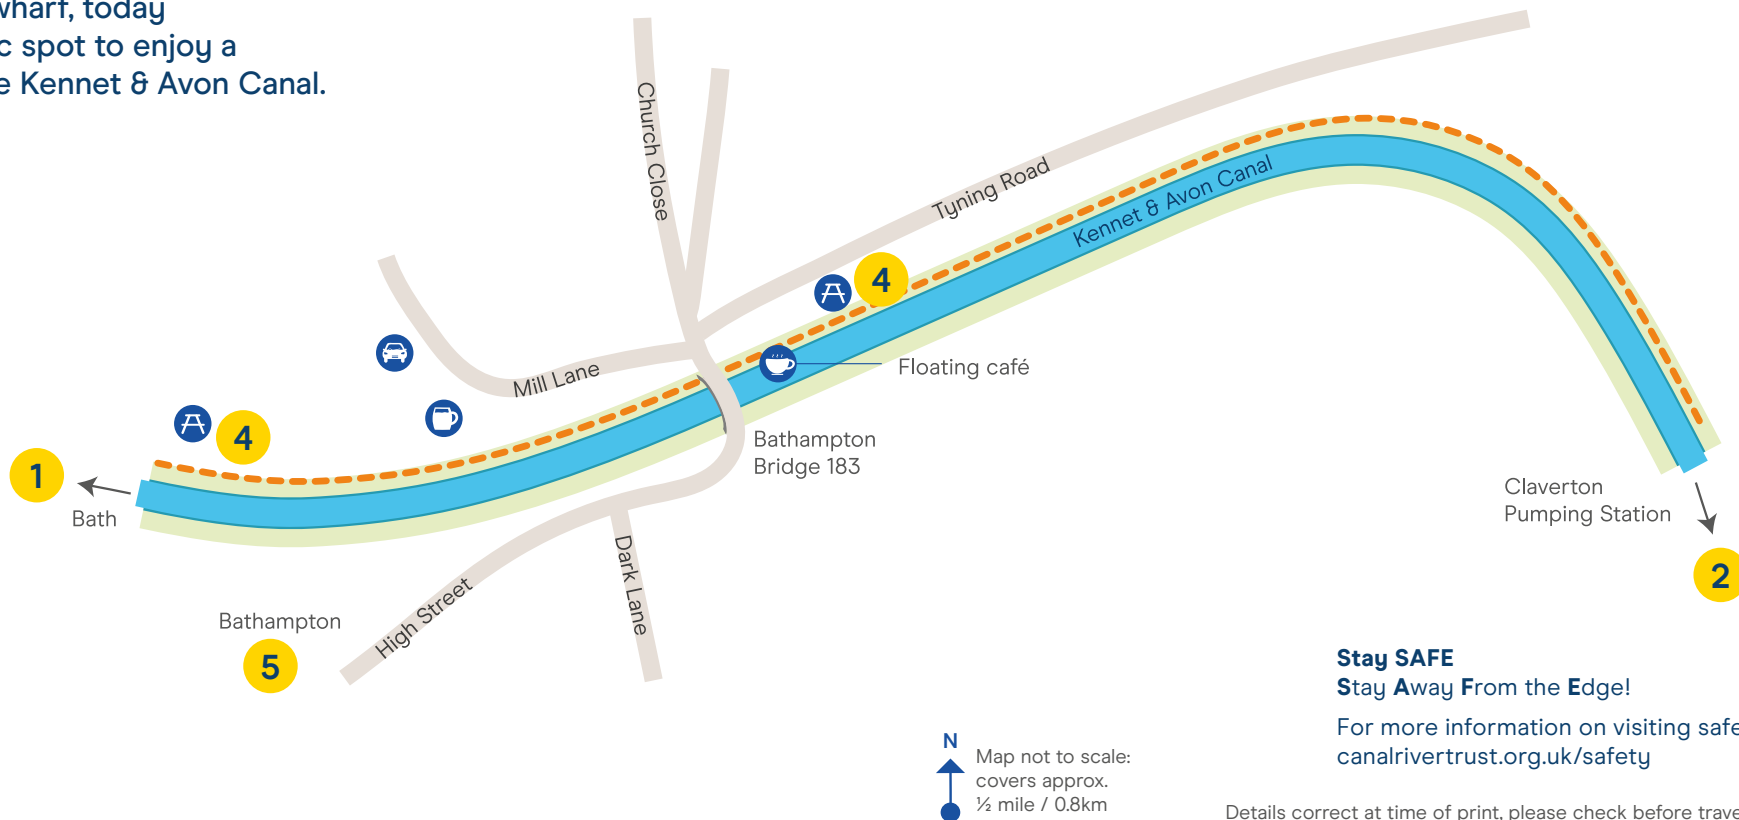 wharf, today
c spot to enjoy a
e Kennet & Avon Canal.
Church Close
Tyning Road
Kennet & Avon Canal
4
Floating café
Mill Lane
4
1
Bath
Bathampton
Bridge 183
Claverton
Pumping Station
2
Dark Lane
High Street
Bathampton
5
Stay SAFE
Stay Away From the Edge!
For more information on visiting safe
canalrivertrust.org.uk/safety
N
Map not to scale:
covers approx.
½ mile / 0.8km
Details correct at time of print, please check before trave